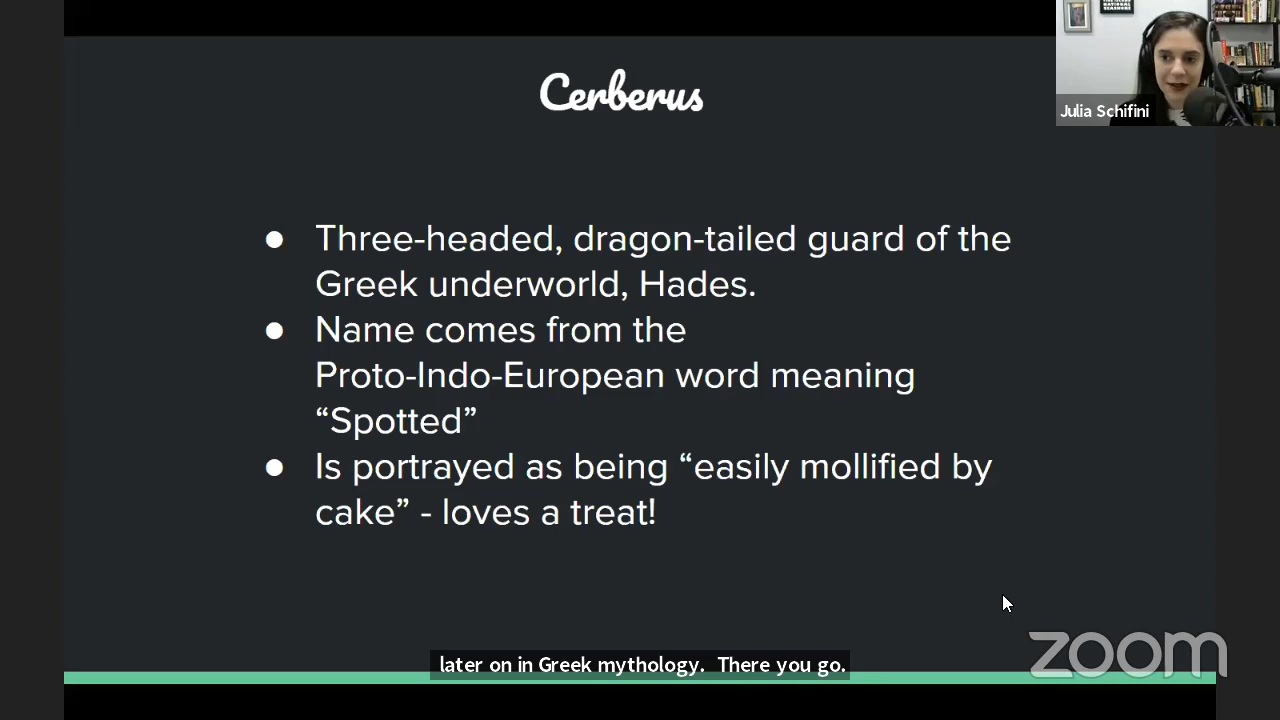 Cerberus
Julia Schifini
● Three-headed, dragon-tailed guard of the
Greek underworld, Hades.
● Name comes from the
Proto-Indo-European word meaning
“Spotted”
● Is portrayed as being “easily mollified by
cake” - loves a treat!
later on in Greek mythology. There you go.
zoom